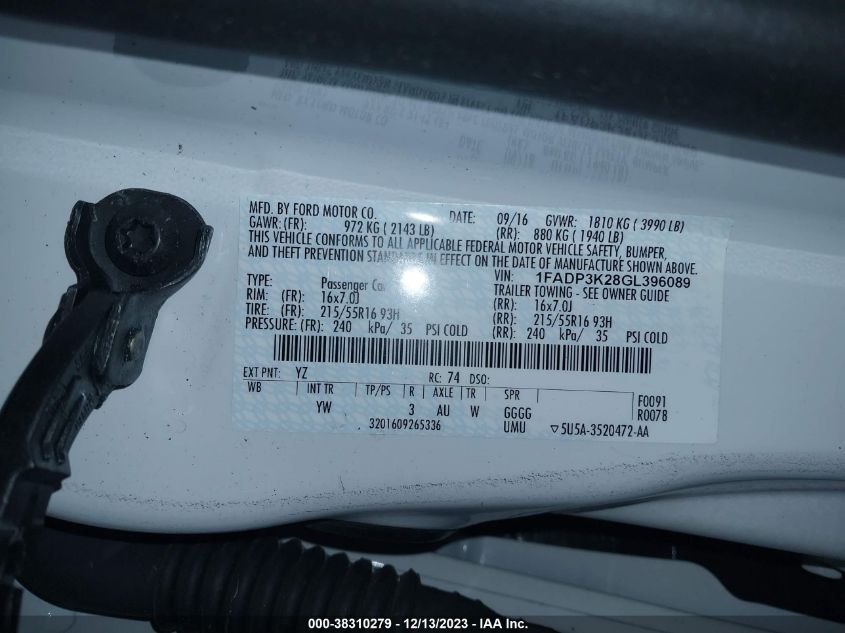 MFD. BY FORD MOTOR CO. DATE: 09/16 GVWR: 1810 KG ( 3990 LB)
GAWR: (FR): 972 KG ( 2143 LB) (RR): 880 KG ( 1940 LB)
THIS VEHICLE CONFORMS TO ALL APPLICABLE FEDERAL MOTOR VEHICLE SAFETY, BUMPER,
AND THEFT PREVENTION STANDARDS IN EFFECT ON THE DATE OF MANUFACTURE SHOWN ABOVE.
VIN: 1FADP3K28GL396089
TYPE: Passenger Car TRAILER TOWING - SEE OWNER GUIDE
RIM: (FR): 16x7.0J (RR): 16x7.0J
TIRE: (FR): 215/55R16 93H (RR): 215/55R16 93H
PRESSURE: (FR): 240 kPa/ 35 PSI COLD (RR): 240 kPa/ 35 PSI COLD
EXT PNT: YZ RC: 74 DSO:
WB INT TR TP/PS R AXLE TR SPR F0091
YW 3 AU W GGGG R0078
3201609265336 UMU ▽5U5A-3520472-AA
000-38310279 - 12/13/2023 - IAA Inc.